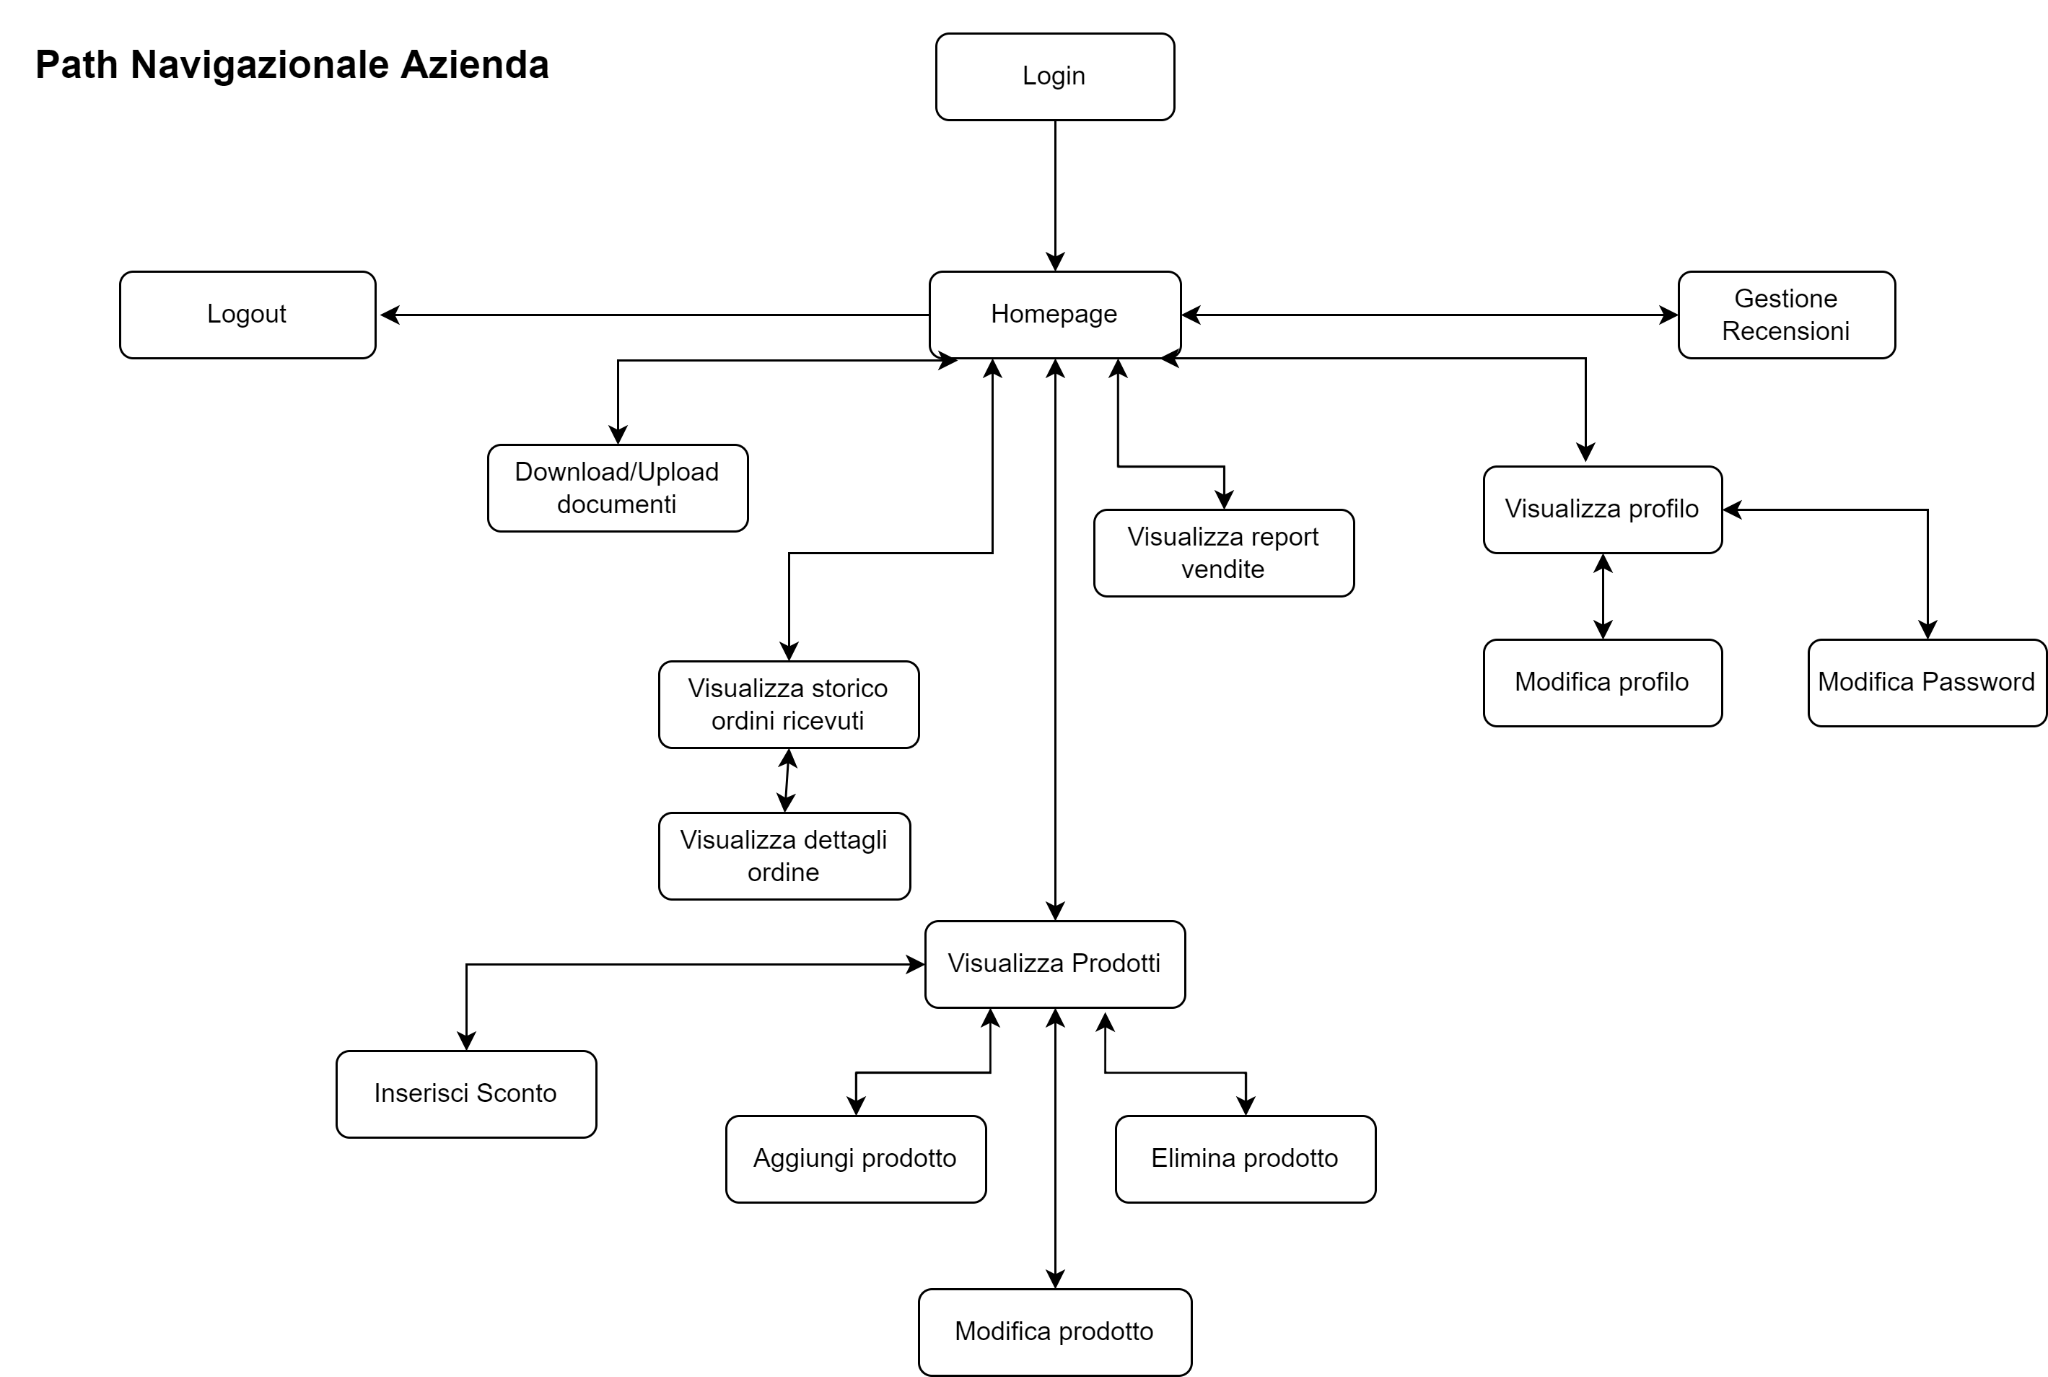 Path Navigazionale Azienda
Login
Logout
Homepage
Gestione
Recensioni
Download/Upload
documenti
Visualizza report
vendite
Visualizza profilo
Visualizza storico
ordini ricevuti
Modifica profilo
Modifica Password
Visualizza dettagli
ordine
Visualizza Prodotti
Inserisci Sconto
Aggiungi prodotto
Elimina prodotto
Modifica prodotto